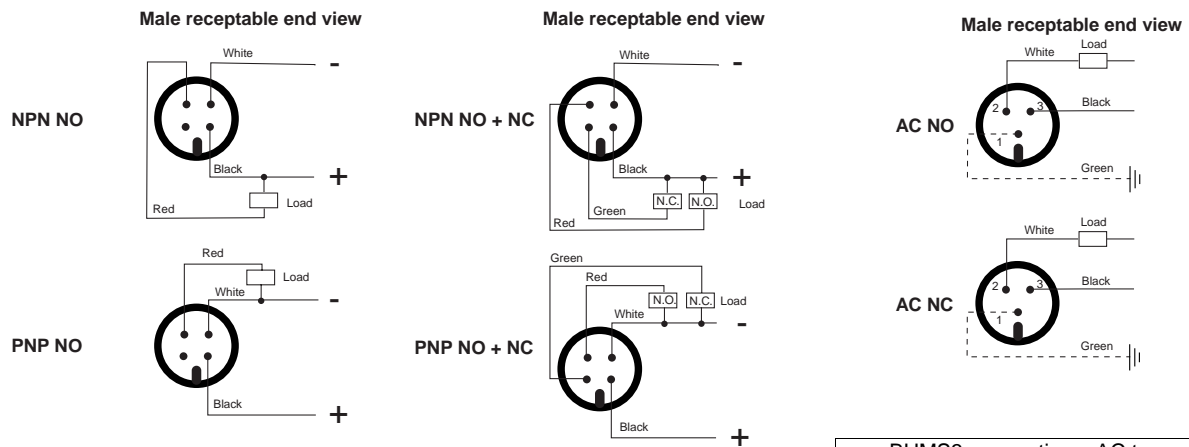 Male receptable end view
White
-
NPN NO
Black
+
Load
Red
Red
Load
White
-
PNP NO
Black
+
Male receptable end view
White
-
NPN NO + NC
Black
+
N.C.
N.O.
Load
Green
Red
Green
Red
N.O.
N.C.
Load
White
-
PNP NO + NC
Black
+
Male receptable end view
Load
White
2
3
Black
AC NO
1
Green
Load
White
2
3
Black
AC NC
1
Green